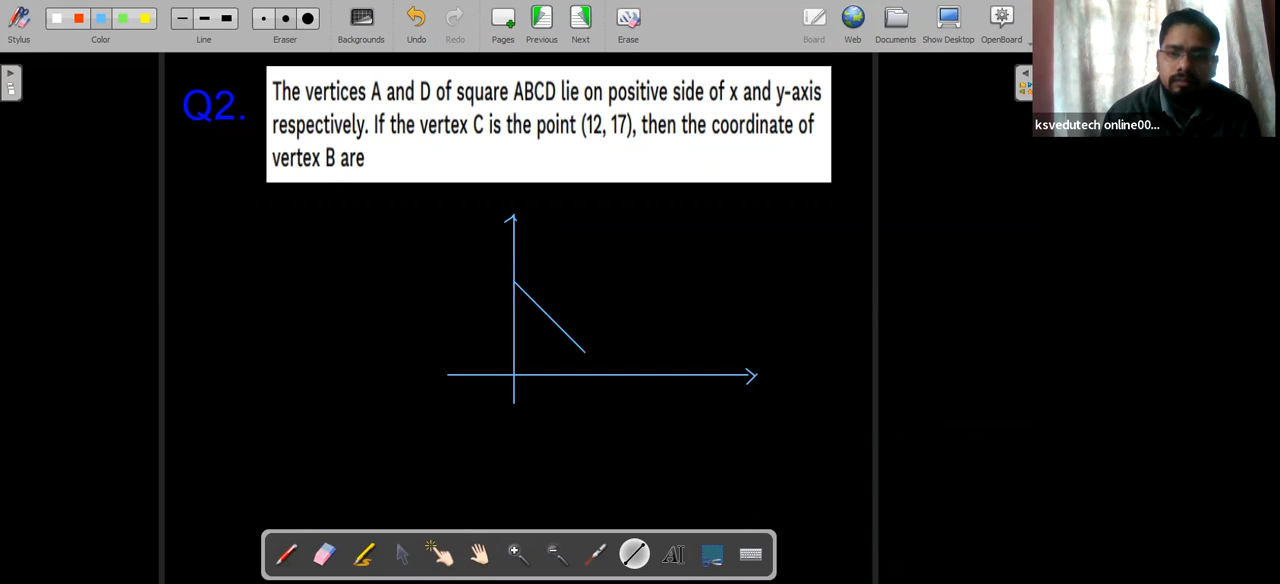 Stylus
Color
Line
Eraser
Backgrounds
Undo
Redo
Pages
Previous
Next
Erase
Board
Web
Documents
Show Desktop
OpenBoard
ksvedutech online00...
Q2.
The vertices A and D of square ABCD lie on positive side of x and y-axis
respectively. If the vertex C is the point (12, 17), then the coordinate of
vertex B are
AI